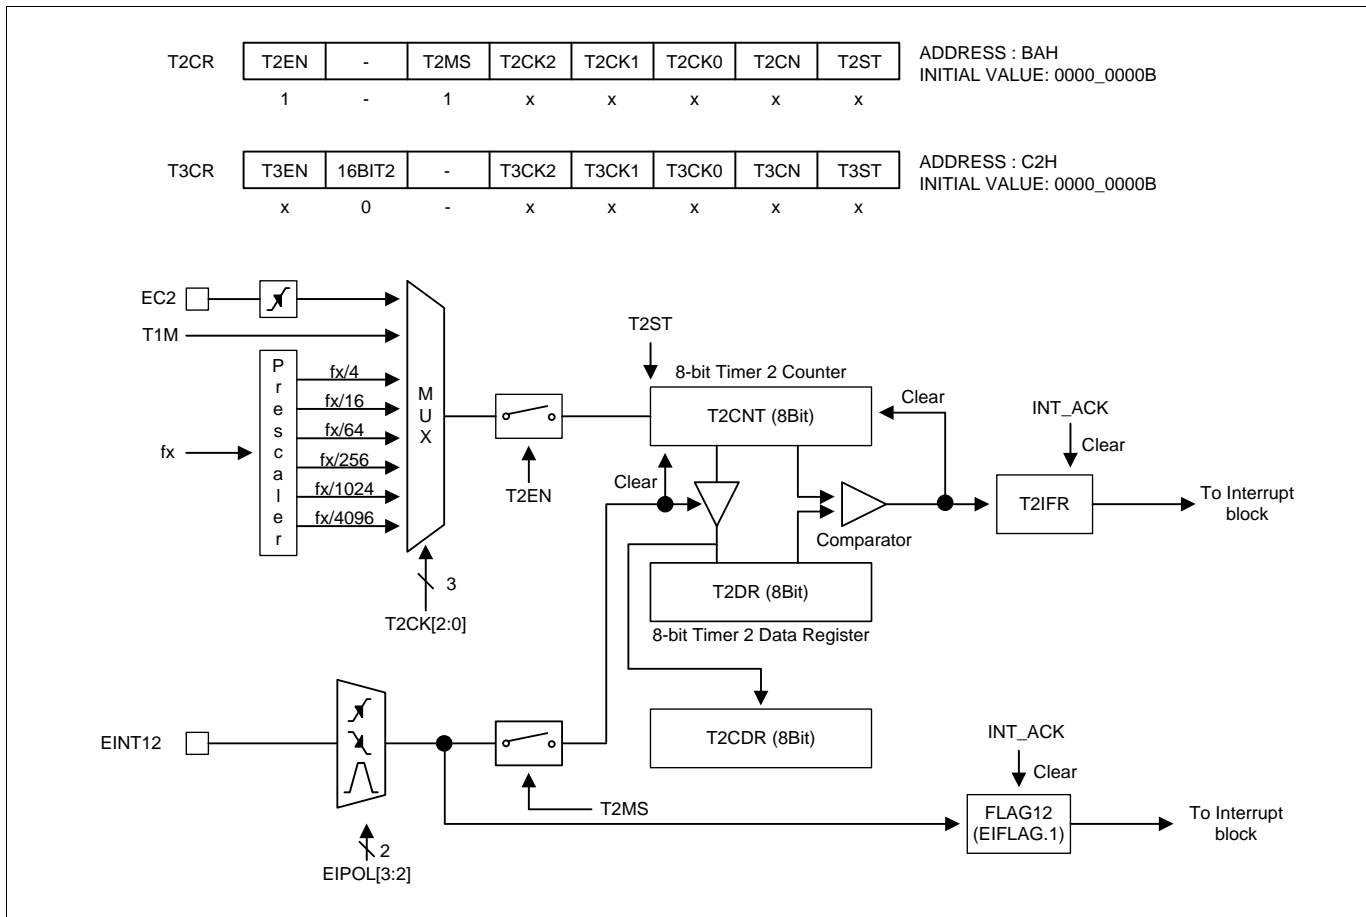 T2CR T2EN - T2MS T2CK2 T2CK1 T2CK0 T2CN T2ST ADDRESS : BAH
INITIAL VALUE: 0000_0000B
1 - 1 x x x x x
T3CR T3EN 16BIT2 - T3CK2 T3CK1 T3CK0 T3CN T3ST ADDRESS : C2H
INITIAL VALUE: 0000_0000B
x 0 - x x x x x
EC2
T1M
fx
Prescaler
fx/4
fx/16
fx/64
fx/256
fx/1024
fx/4096
MUX
3
T2CK[2:0]
T2EN
T2ST
8-bit Timer 2 Counter
T2CNT (8Bit)
Clear
Clear
Comparator
T2DR (8Bit)
8-bit Timer 2 Data Register
T2CDR (8Bit)
INT_ACK
Clear
T2IFR
To Interrupt
block
EINT12
2
EIPOL[3:2]
T2MS
INT_ACK
Clear
FLAG12
(EIFLAG.1)
To Interrupt
block